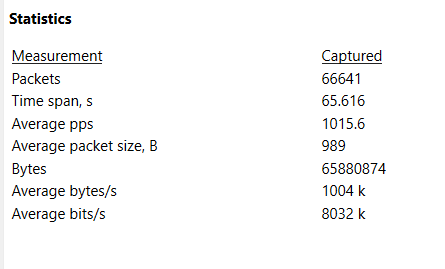 Statistics
Measurement Captured
Packets 66641
Time span, s 65.616
Average pps 1015.6
Average packet size, B 989
Bytes 65880874
Average bytes/s 1004 k
Average bits/s 8032 k